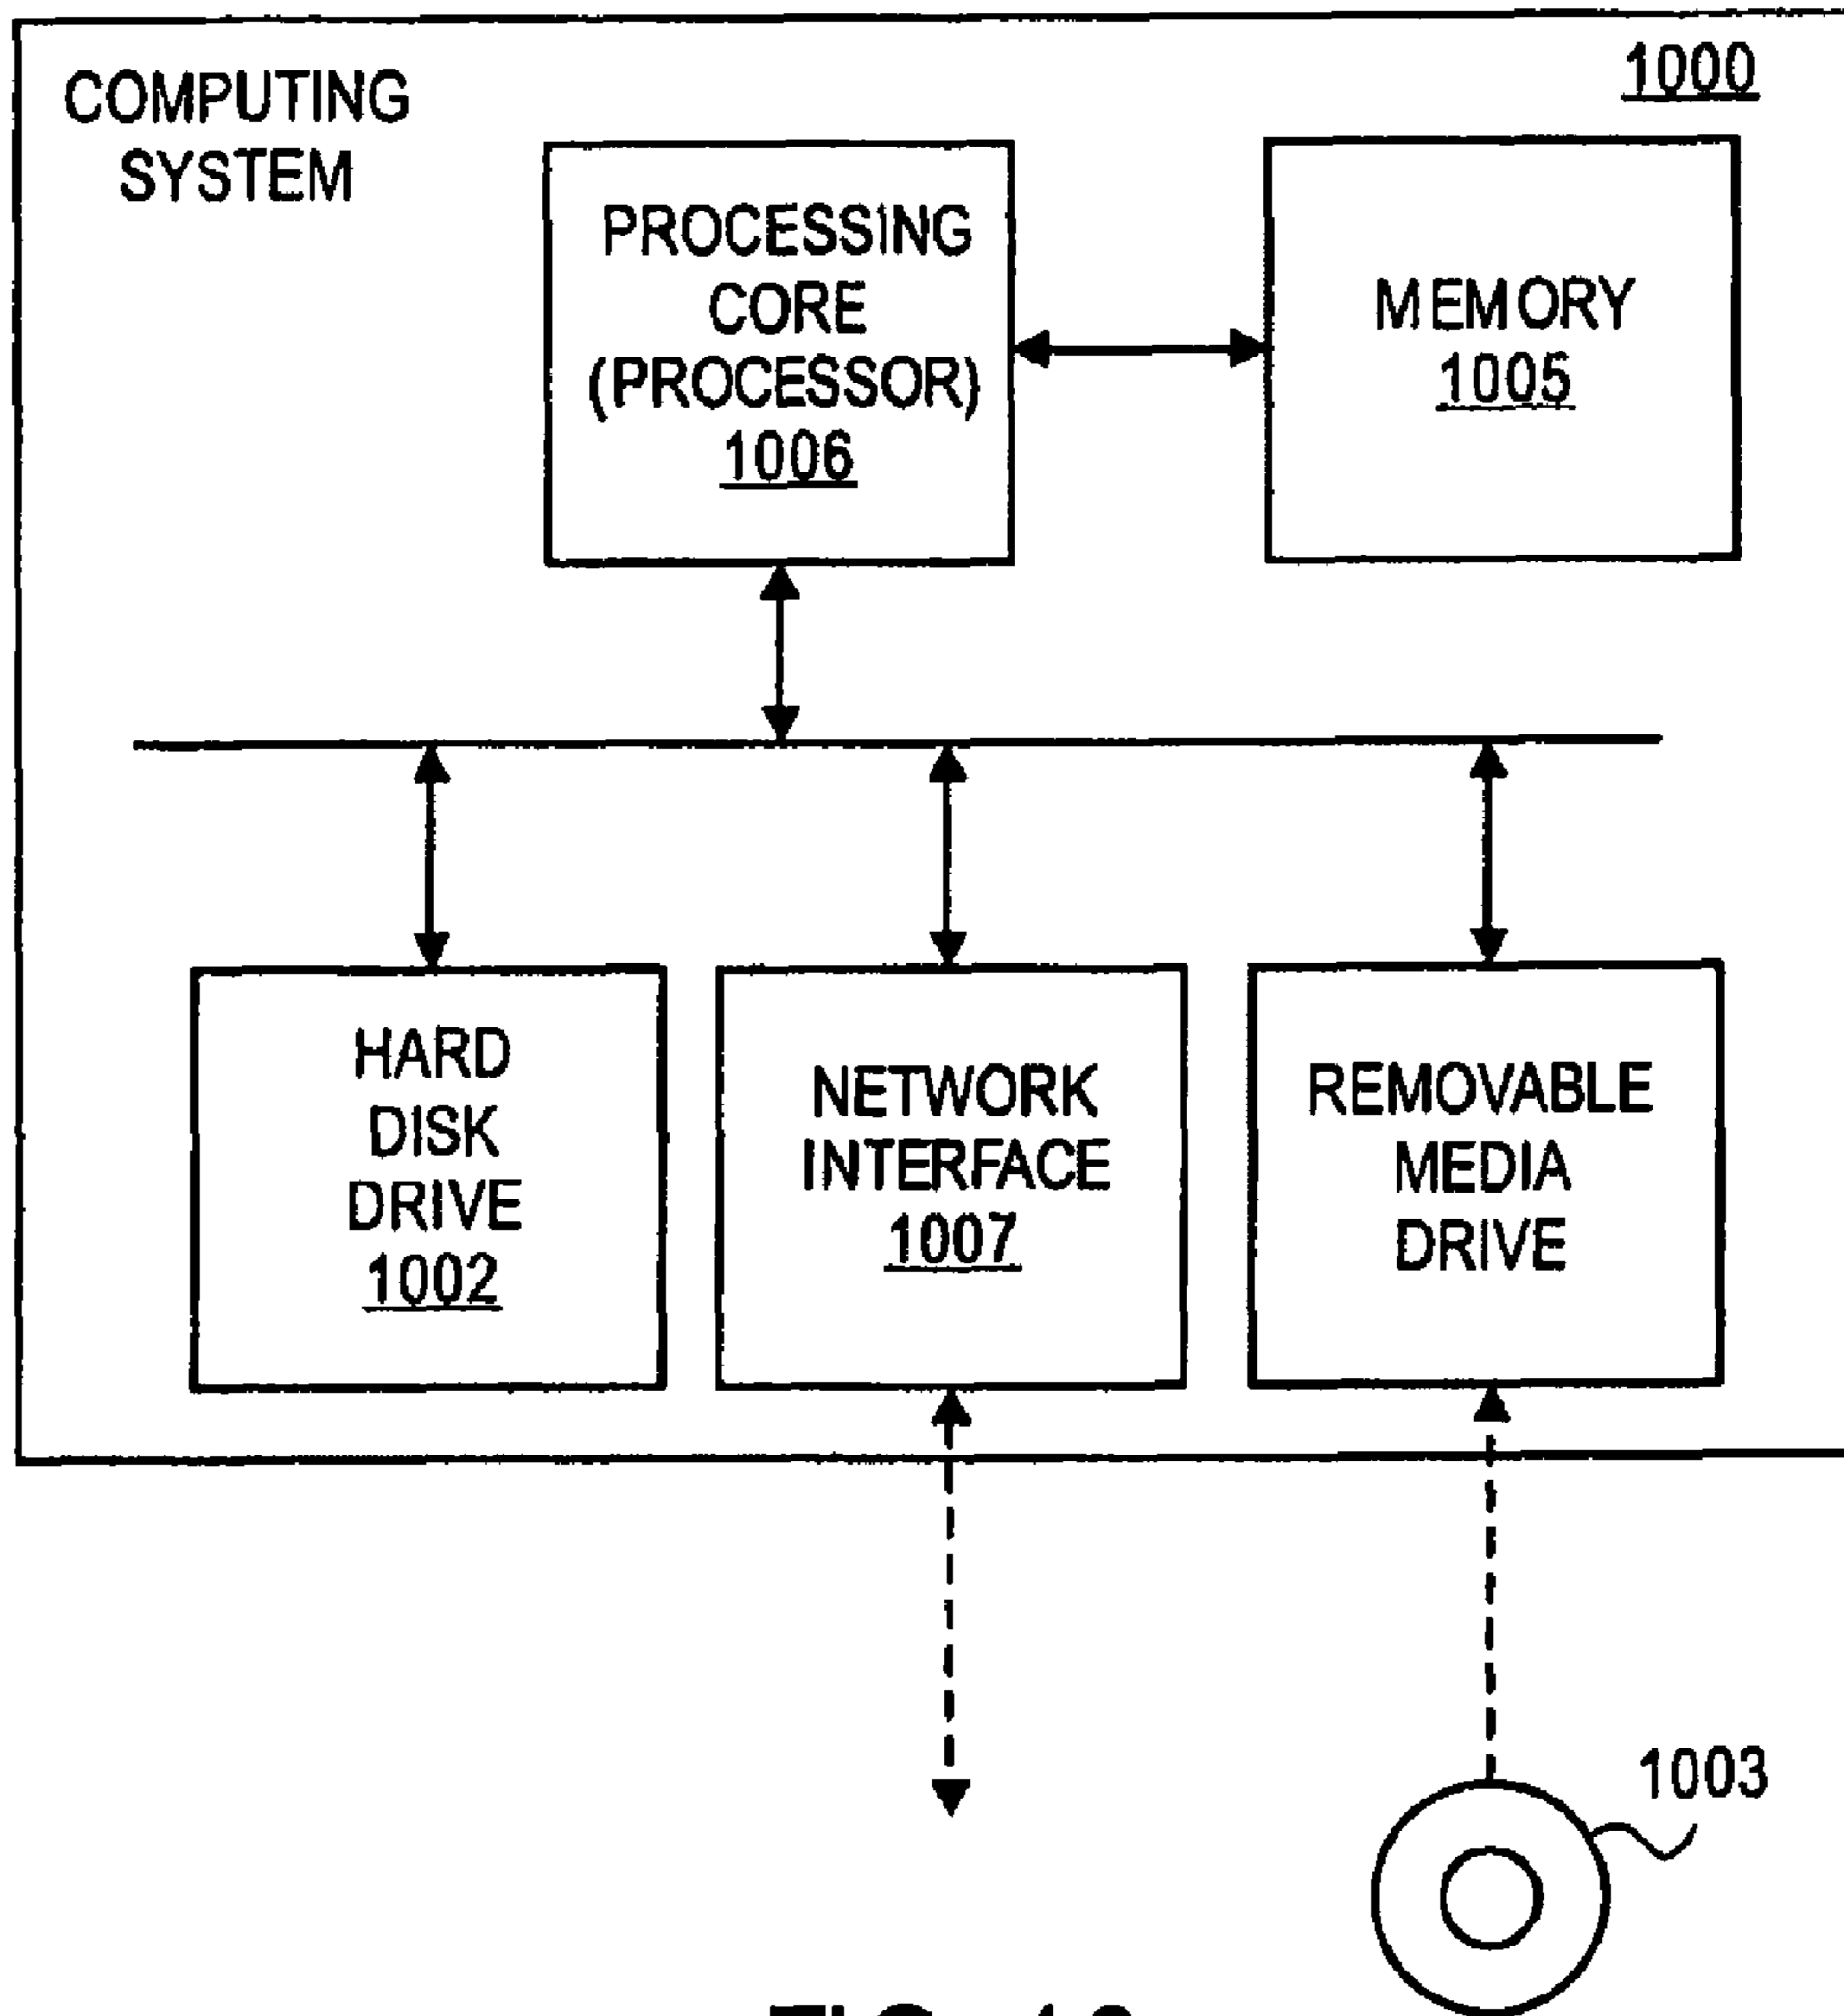 COMPUTING
SYSTEM
1000
PROCESSING
CORE
(PROCESSOR)
1006
MEMORY
1005
HARD
DISK
DRIVE
1002
NETWORK
INTERFACE
1007
REMOVABLE
MEDIA
DRIVE
1003